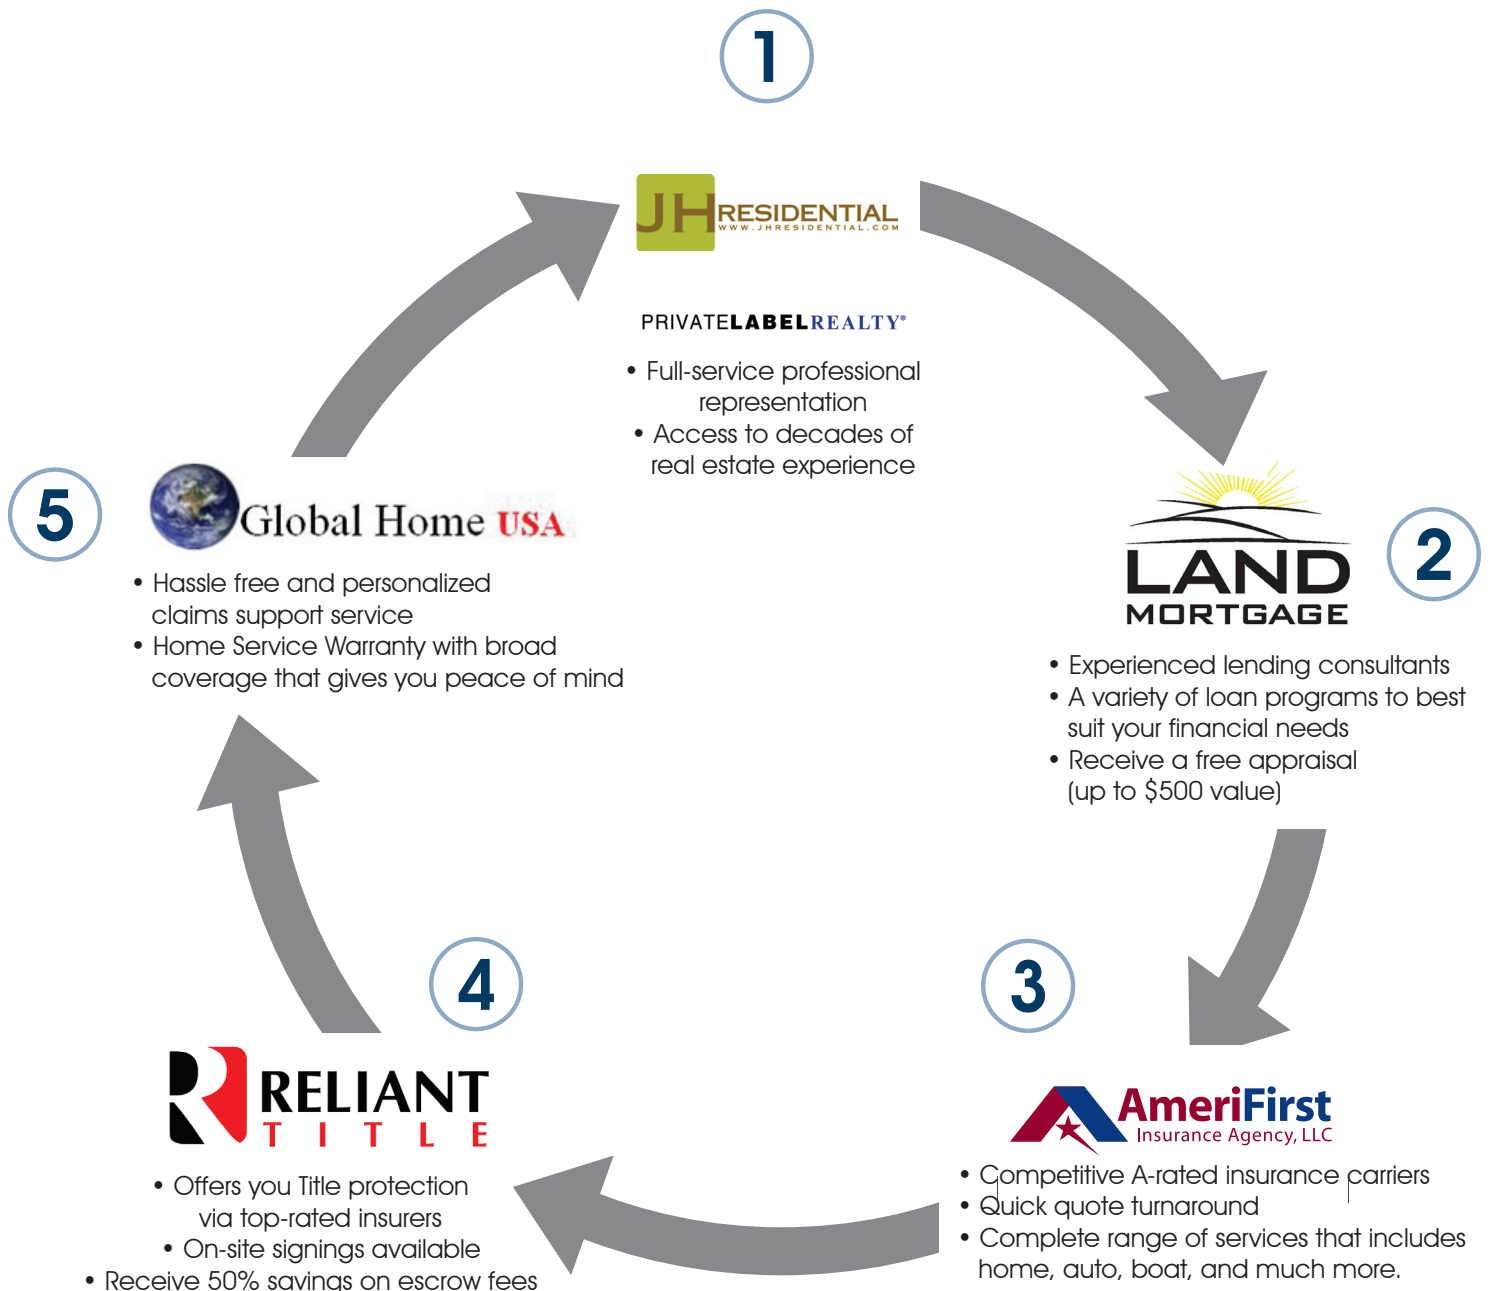 1
JH RESIDENTIAL
WWW.JHRESIDENTIAL.COM
PRIVATELABELREALTY®
• Full-service professional
representation
• Access to decades of
real estate experience
2
LAND
MORTGAGE
• Experienced lending consultants
• A variety of loan programs to best
suit your financial needs
• Receive a free appraisal
(up to $500 value)
3
AmeriFirst
Insurance Agency, LLC
• Competitive A-rated insurance carriers
• Quick quote turnaround
• Complete range of services that includes
home, auto, boat, and much more.
4
RELIANT
TITLE
• Offers you Title protection
via top-rated insurers
• On-site signings available
• Receive 50% savings on escrow fees
5
Global Home USA
• Hassle free and personalized
claims support service
• Home Service Warranty with broad
coverage that gives you peace of mind